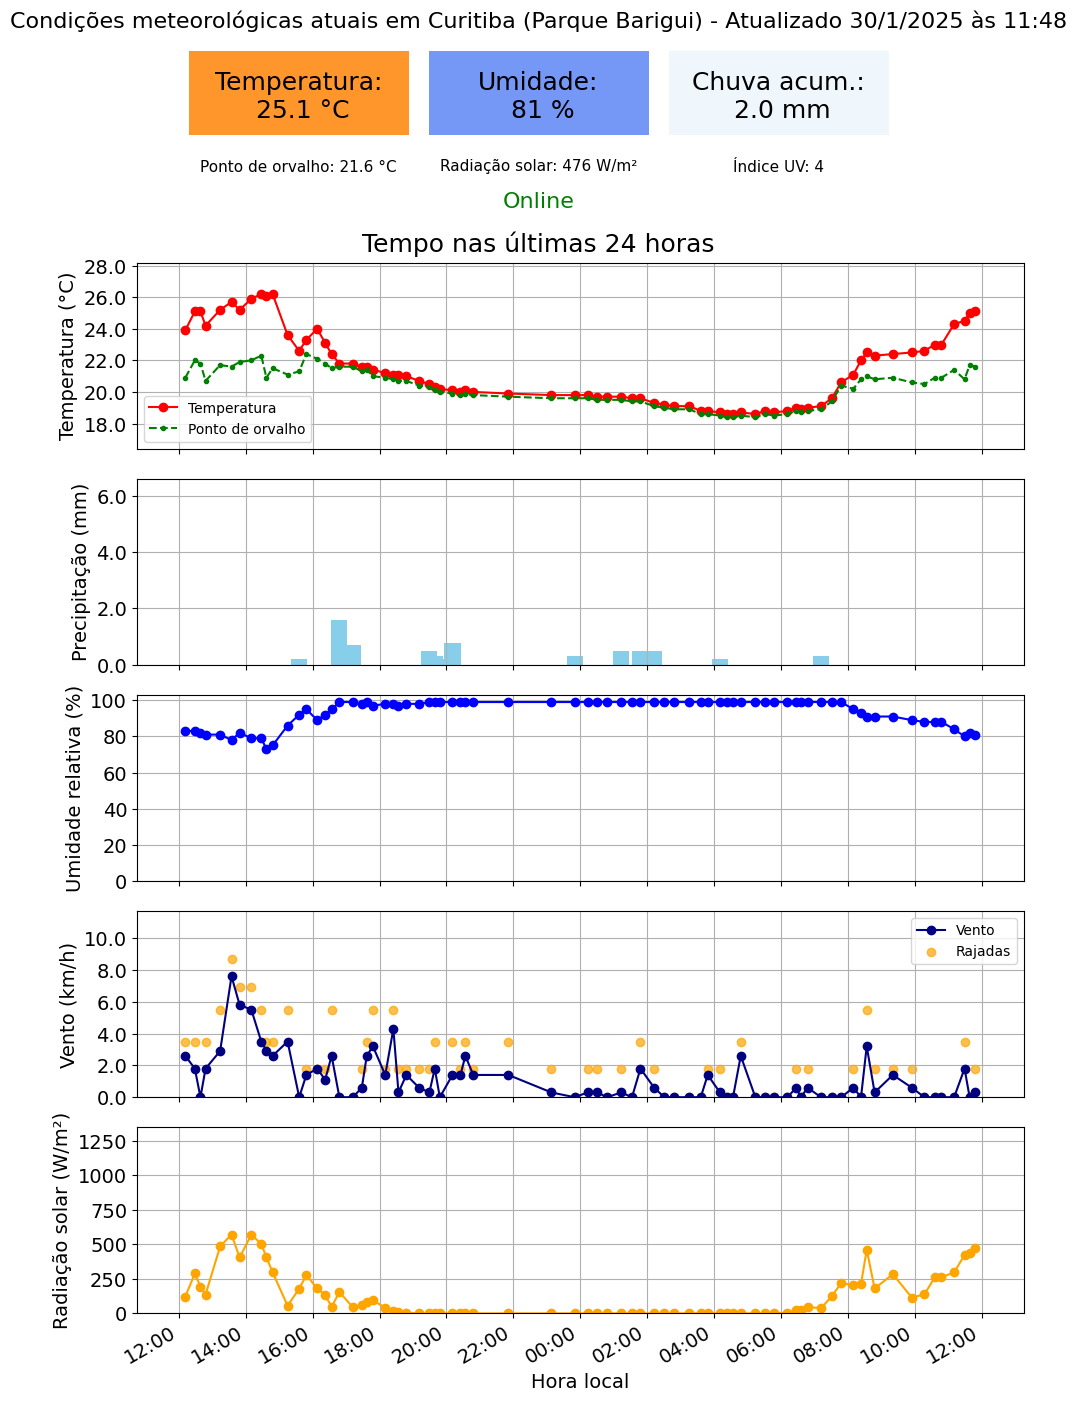 Condições meteorológicas atuais em Curitiba (Parque Barigui) - Atualizado 30/1/2025 às 11:48
Temperatura:
25.1 °C
Umidade:
81 %
Chuva acum.:
2.0 mm
Ponto de orvalho: 21.6 °C
Radiação solar: 476 W/m²
Índice UV: 4
Online
Tempo nas últimas 24 horas
Temperatura (°C)
28.0
26.0
24.0
22.0
20.0
18.0
Temperatura
Ponto de orvalho
Precipitação (mm)
6.0
4.0
2.0
0.0
Umidade relativa (%)
100
80
60
40
20
0
Vento (km/h)
10.0
8.0
6.0
4.0
2.0
0.0
Vento
Rajadas
Radiação solar (W/m²)
1250
1000
750
500
250
0
12:00
14:00
16:00
18:00
20:00
22:00
00:00
02:00
04:00
06:00
08:00
10:00
12:00
Hora local